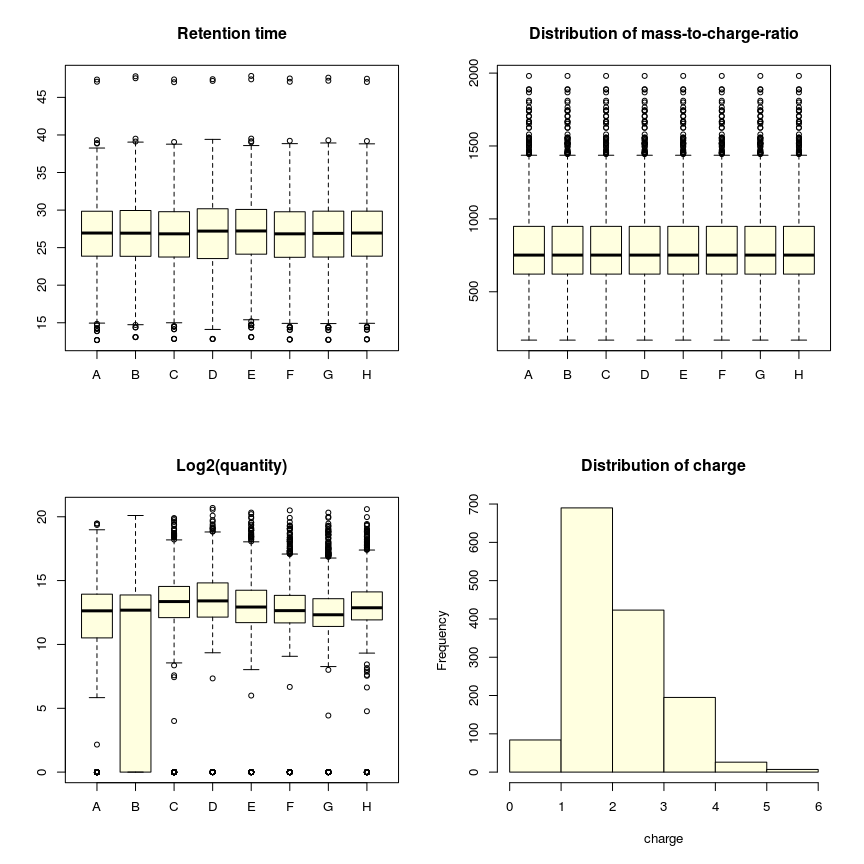 Retention time
45
40
35
30
25
20
15
A B C D E F G H
Distribution of mass-to-charge-ratio
2000
1500
1000
500
A B C D E F G H
Log2(quantity)
20
15
10
5
0
A B C D E F G H
Distribution of charge
Frequency
700
600
500
400
300
200
100
0
0 1 2 3 4 5 6
charge